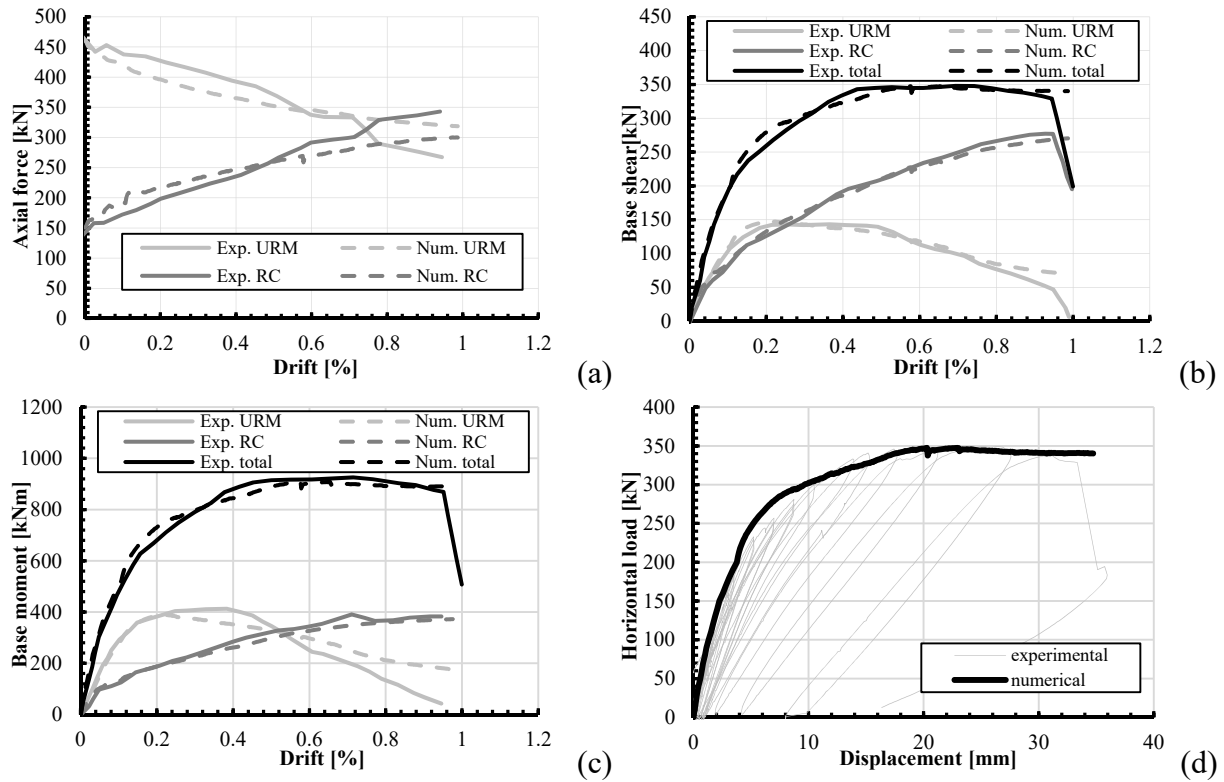 500
450
400
350
300
250
200
150
100
50
0
Axial force [kN]
Exp. URM
Num. URM
Exp. RC
Num. RC
0 0.2 0.4 0.6 0.8 1 1.2
Drift [%]
(a)
450
400
350
300
250
200
150
100
50
0
Base shear[kN]
Exp. URM
Num. URM
Exp. RC
Num. RC
Exp. total
Num. total
0 0.2 0.4 0.6 0.8 1 1.2
Drift [%]
(b)
1200
1000
800
600
400
200
0
Base moment [kNm]
Exp. URM
Num. URM
Exp. RC
Num. RC
Exp. total
Num. total
0 0.2 0.4 0.6 0.8 1 1.2
Drift [%]
(c)
400
350
300
250
200
150
100
50
0
Horizontal load [kN]
experimental
numerical
0 10 20 30 40
Displacement [mm]
(d)